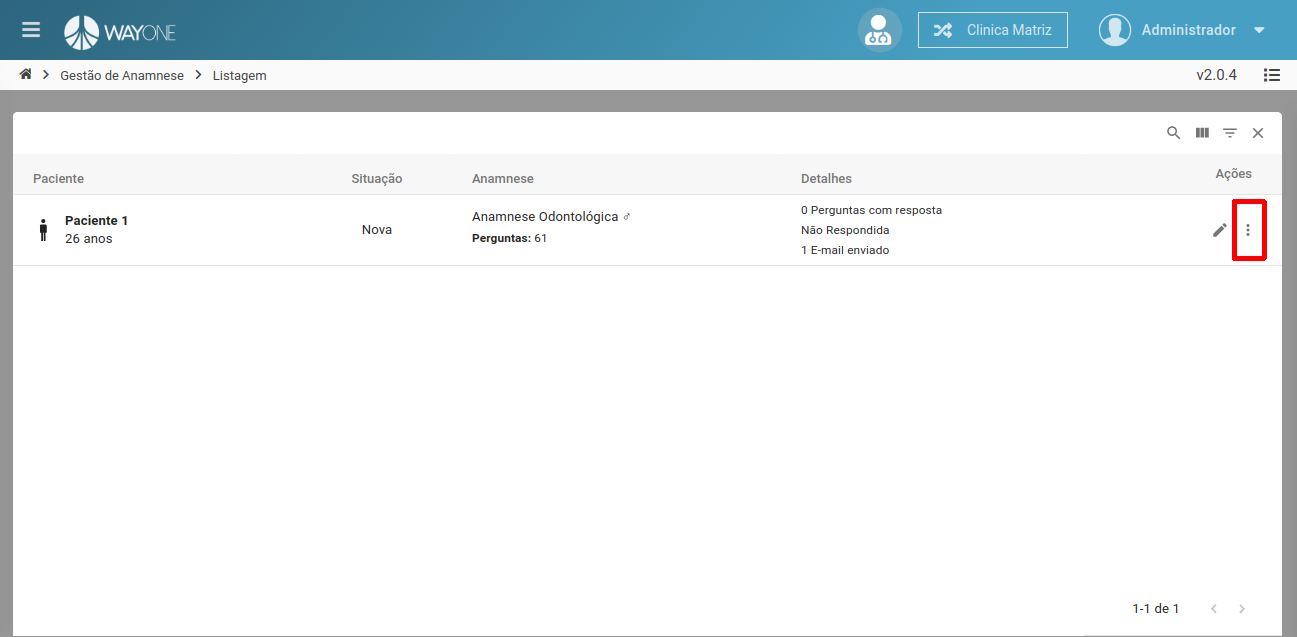 WAYONE
Clinica Matriz
Administrador
Gestão de Anamnese
Listagem
v2.0.4
Paciente
Situação
Anamnese
Detalhes
Ações
Paciente 1
26 anos
Nova
Anamnese Odontológica ♂
Perguntas: 61
0 Perguntas com resposta
Não Respondida
1 E-mail enviado
1-1 de 1